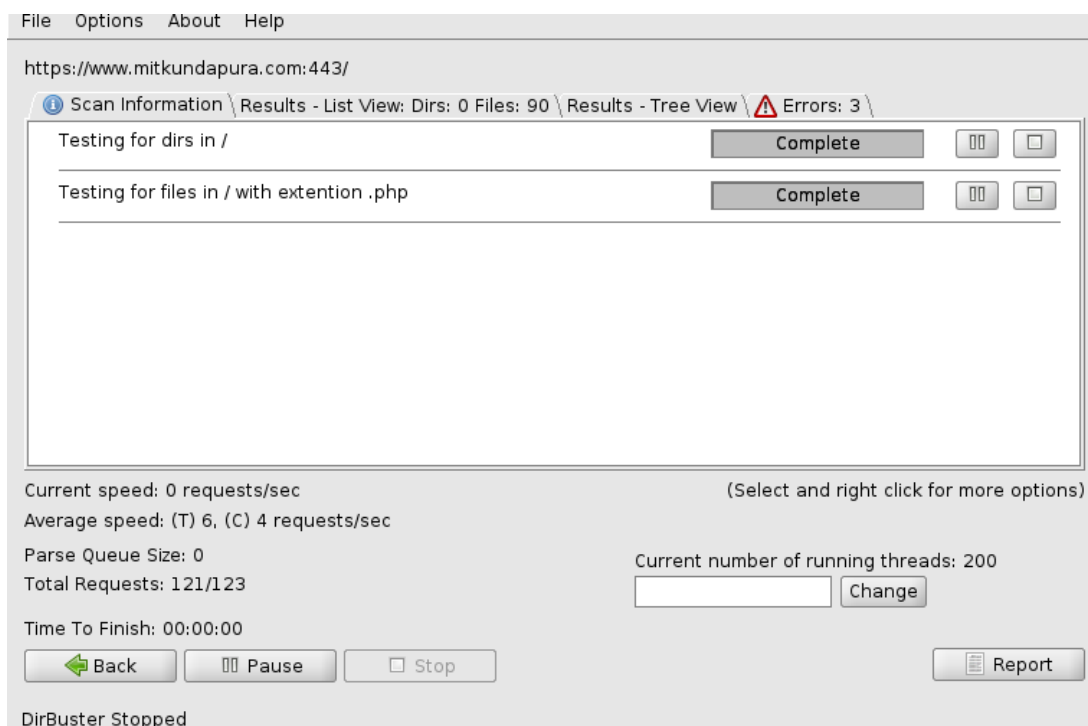 File Options About Help
https://www.mitkundapura.com:443/
Scan Information Results - List View: Dirs: 0 Files: 90 Results - Tree View Errors: 3
Testing for dirs in / Complete
Testing for files in / with extention .php Complete
Current speed: 0 requests/sec (Select and right click for more options)
Average speed: (T) 6, (C) 4 requests/sec
Parse Queue Size: 0 Current number of running threads: 200
Total Requests: 121/123 Change
Time To Finish: 00:00:00
Back Pause Stop Report
DirBuster Stopped